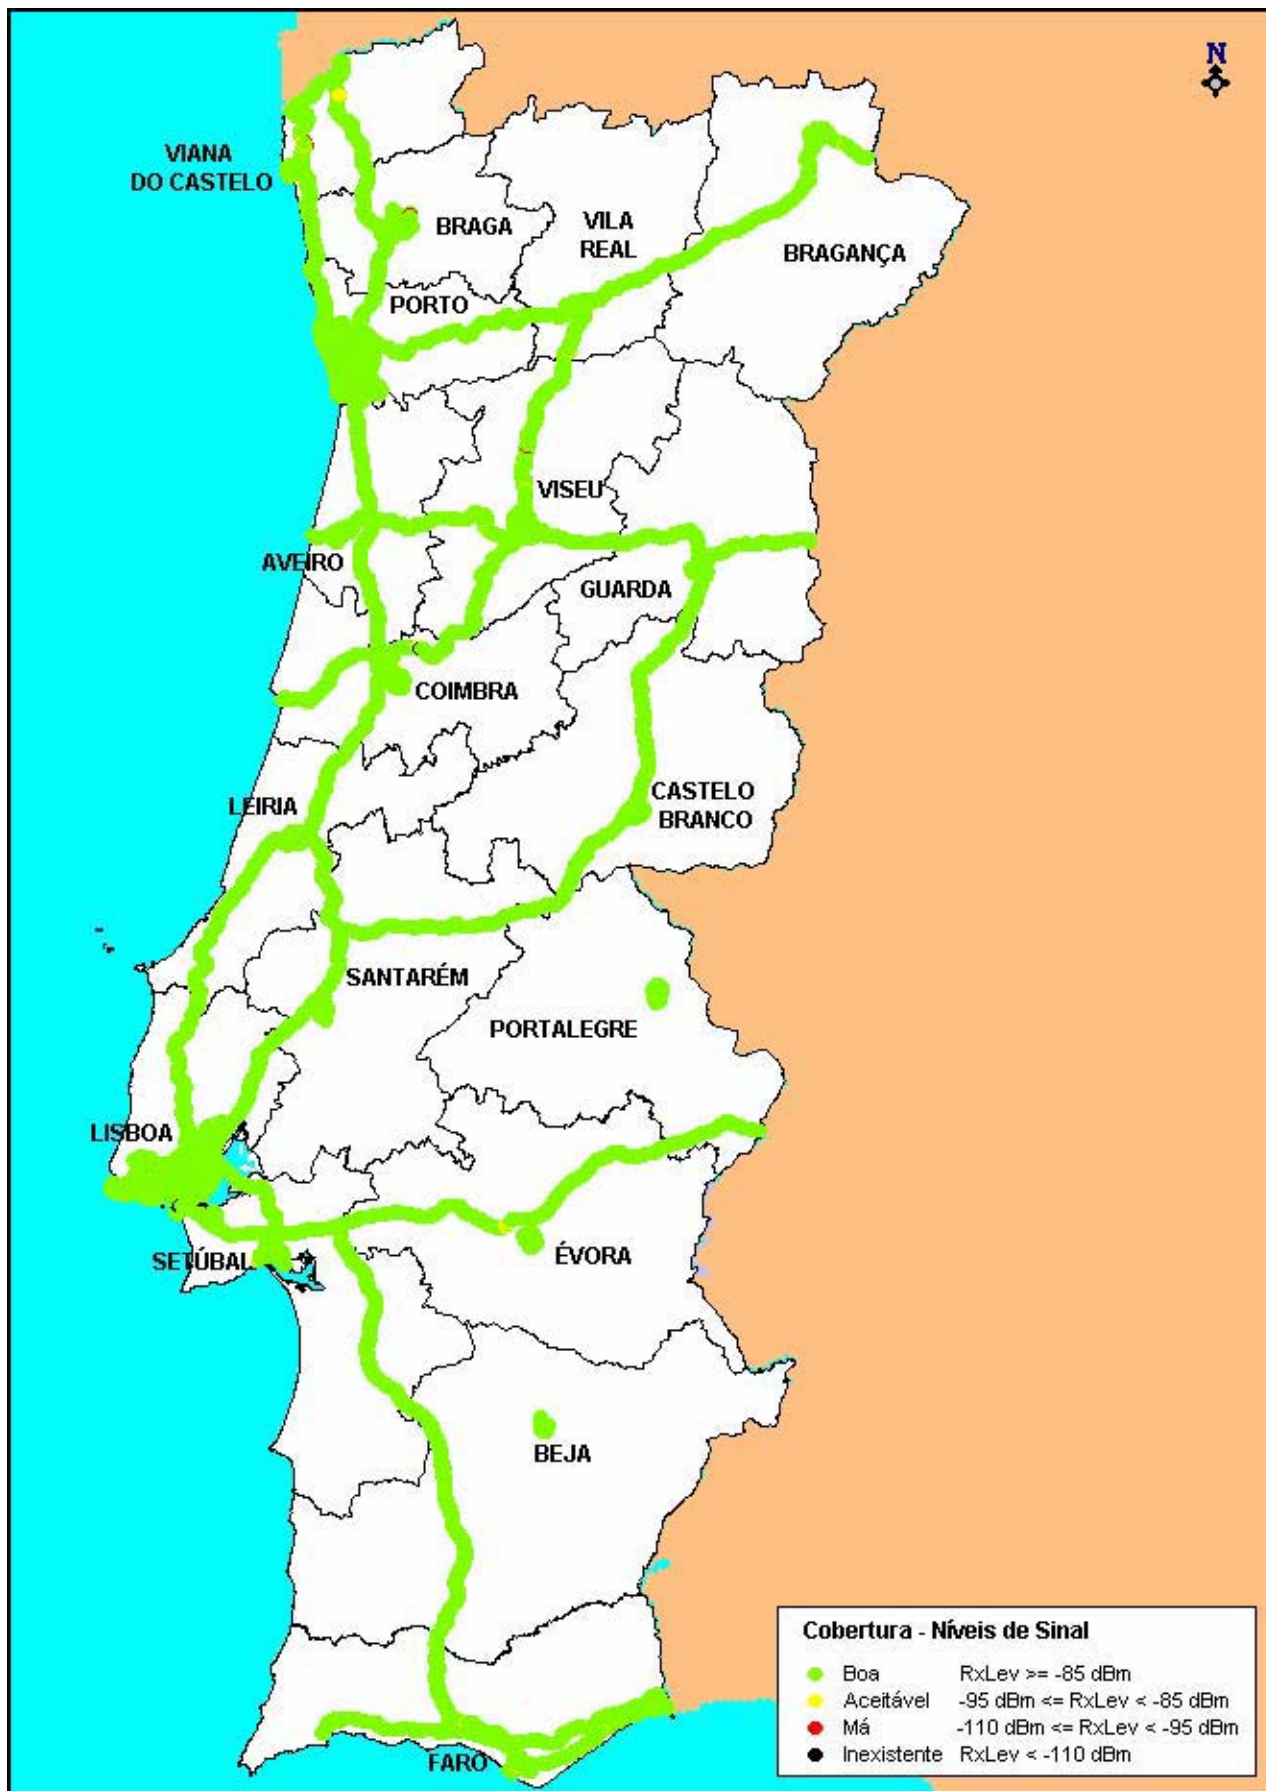 N
VIANA
DO CASTELO
BRAGA
VILA
REAL
BRAGANÇA
PORTO
VISEU
AVEIRO
GUARDA
COIMBRA
LEIRIA
CASTELO
BRANCO
SANTARÉM
PORTALEGRE
LISBOA
SETÚBAL
ÉVORA
BEJA
FARO
Cobertura - Níveis de Sinal
Boa RxLev >= -85 dBm
Aceitável -95 dBm <= RxLev < -85 dBm
Má -110 dBm <= RxLev < -95 dBm
Inexistente RxLev < -110 dBm